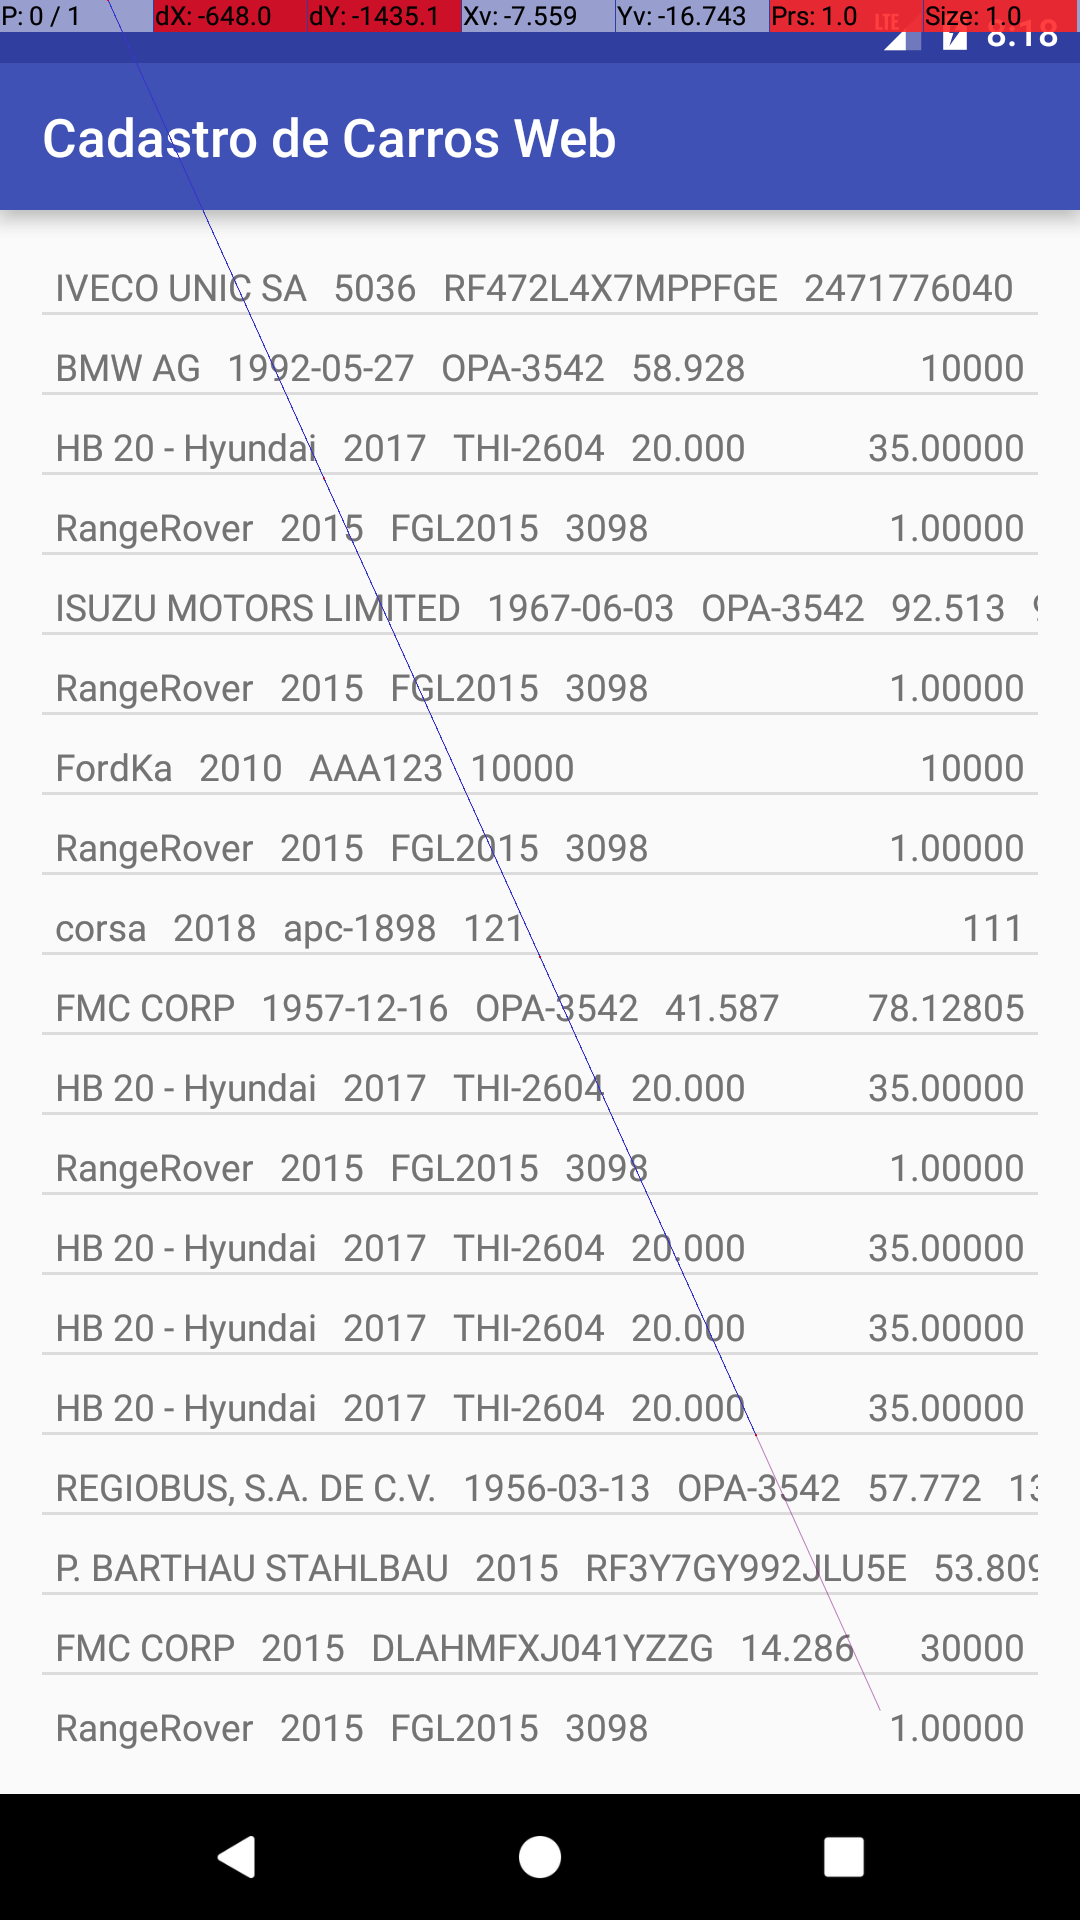 P: 0 / 1 dX: -648.0 dY: -1435.1 Xv: -7.559 Yv: -16.743 Prs: 1.0 Size: 1.0
LTE 8:18
Cadastro de Carros Web
IVECO UNIC SA 5036 RF472L4X7MPPFGE 2471776040
BMW AG 1992-05-27 OPA-3542 58.928 10000
HB 20 - Hyundai 2017 THI-2604 20.000 35.00000
RangeRover 2015 FGL2015 3098 1.00000
ISUZU MOTORS LIMITED 1967-06-03 OPA-3542 92.513
RangeRover 2015 FGL2015 3098 1.00000
FordKa 2010 AAA123 10000 10000
RangeRover 2015 FGL2015 3098 1.00000
corsa 2018 apc-1898 121 111
FMC CORP 1957-12-16 OPA-3542 41.587 78.12805
HB 20 - Hyundai 2017 THI-2604 20.000 35.00000
RangeRover 2015 FGL2015 3098 1.00000
HB 20 - Hyundai 2017 THI-2604 20.000 35.00000
HB 20 - Hyundai 2017 THI-2604 20.000 35.00000
HB 20 - Hyundai 2017 THI-2604 20.000 35.00000
REGIOBUS, S.A. DE C.V. 1956-03-13 OPA-3542 57.772 13
P. BARTHAU STAHLBAU 2015 RF3Y7GY992JLU5E 53.809
FMC CORP 2015 DLAHMFXJ041YZZG 14.286 30000
RangeRover 2015 FGL2015 3098 1.00000